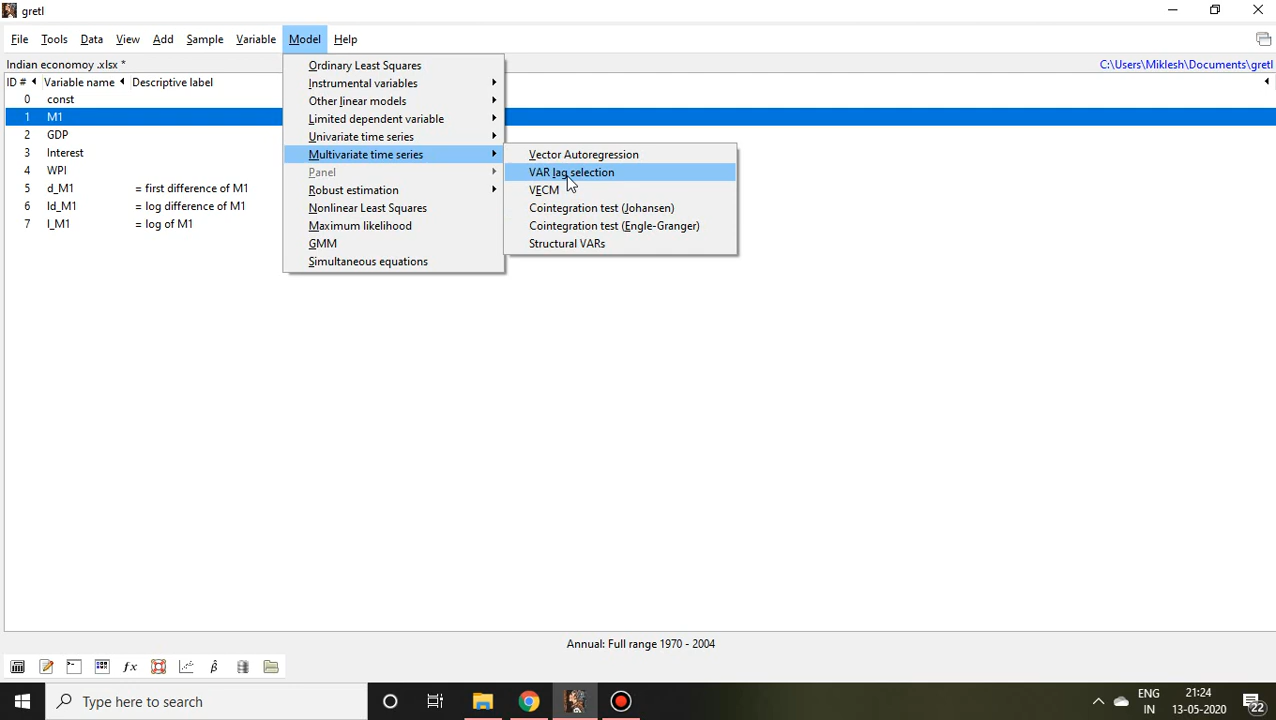 gretl
File Tools Data View Add Sample Variable Model Help
Indian economoy .xlsx * C:\Users\Miklesh\Documents\gretl
ID # Variable name Descriptive label
0 const
1 M1
2 GDP
3 Interest
4 WPI
5 d_M1 = first difference of M1
6 ld_M1 = log difference of M1
7 l_M1 = log of M1
Ordinary Least Squares
Instrumental variables
Other linear models
Limited dependent variable
Univariate time series
Multivariate time series
Panel
Robust estimation
Nonlinear Least Squares
Maximum likelihood
GMM
Simultaneous equations
Vector Autoregression
VAR lag selection
VECM
Cointegration test (Johansen)
Cointegration test (Engle-Granger)
Structural VARs
Annual: Full range 1970 - 2004
fx β
Type here to search
ENG 21:24
IN 13-05-2020 22